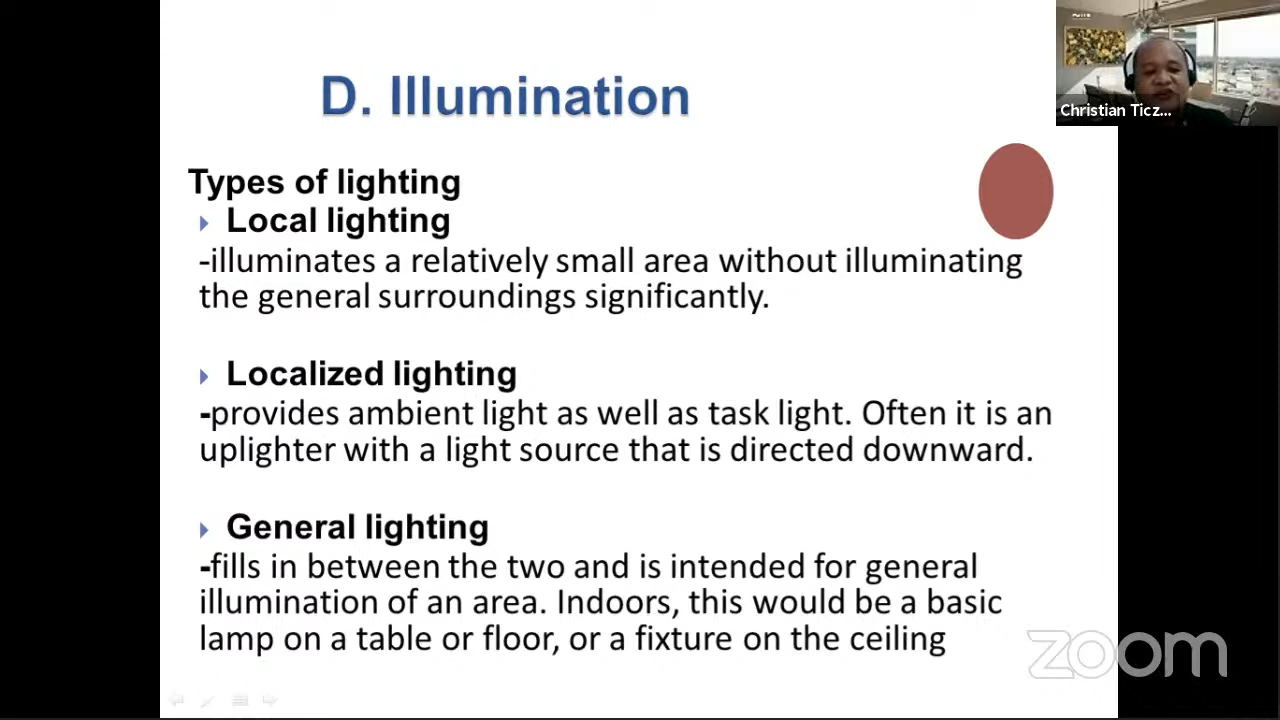 D. Illumination
Christian Ticz...
Types of lighting
Local lighting
-illuminates a relatively small area without illuminating
the general surroundings significantly.
Localized lighting
-provides ambient light as well as task light. Often it is an
uplighter with a light source that is directed downward.
General lighting
-fills in between the two and is intended for general
illumination of an area. Indoors, this would be a basic
lamp on a table or floor, or a fixture on the ceiling
zoom